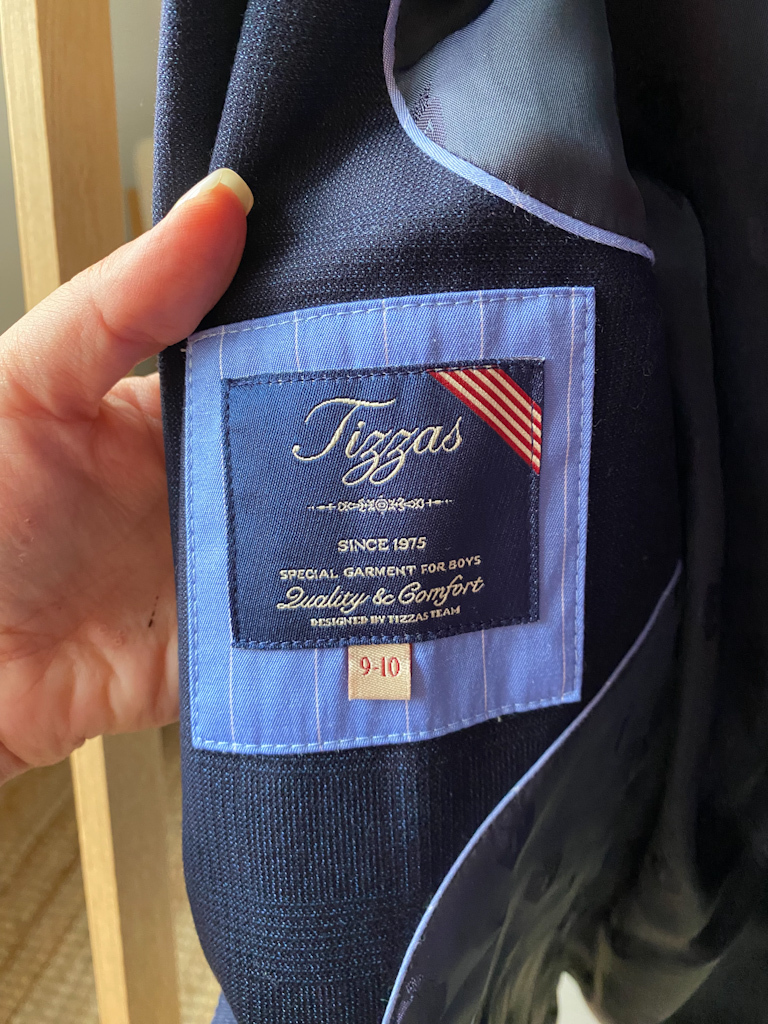 Tizzas
SINCE 1975
SPECIAL GARMENT FOR BOYS
Quality & Comfort
DESIGNED BY TIZZAS TEAM
9-10